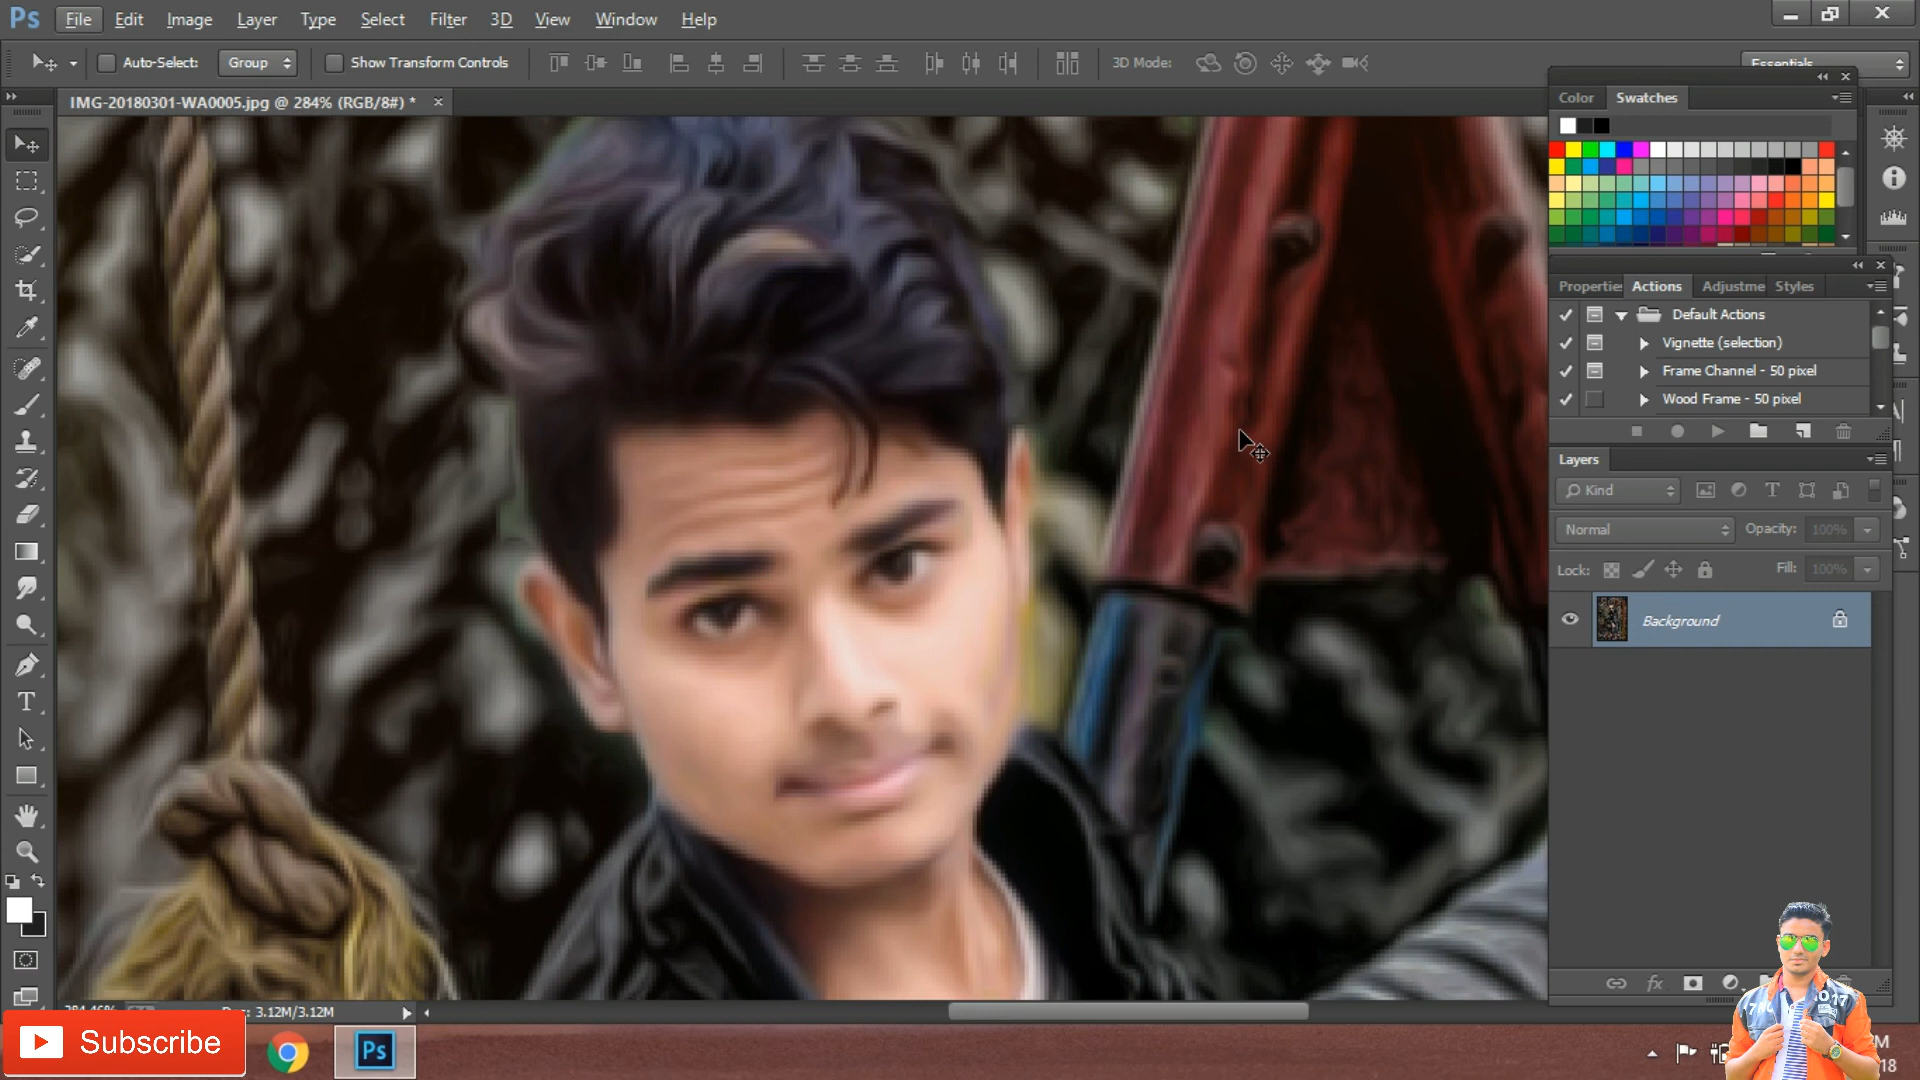 Ps File Edit Image Layer Type Select Filter 3D View Window Help
Auto-Select: Group Show Transform Controls 3D Mode: Essentials
IMG-20180301-WA0005.jpg @ 284% (RGB/8#) *
Color Swatches
Properties Actions Adjustme Styles
Default Actions
Vignette (selection)
Frame Channel - 50 pixel
Wood Frame - 50 pixel
Layers
Kind
Normal Opacity: 100%
Lock: Fill: 100%
Background
3.12M/3.12M
Subscribe
Ps